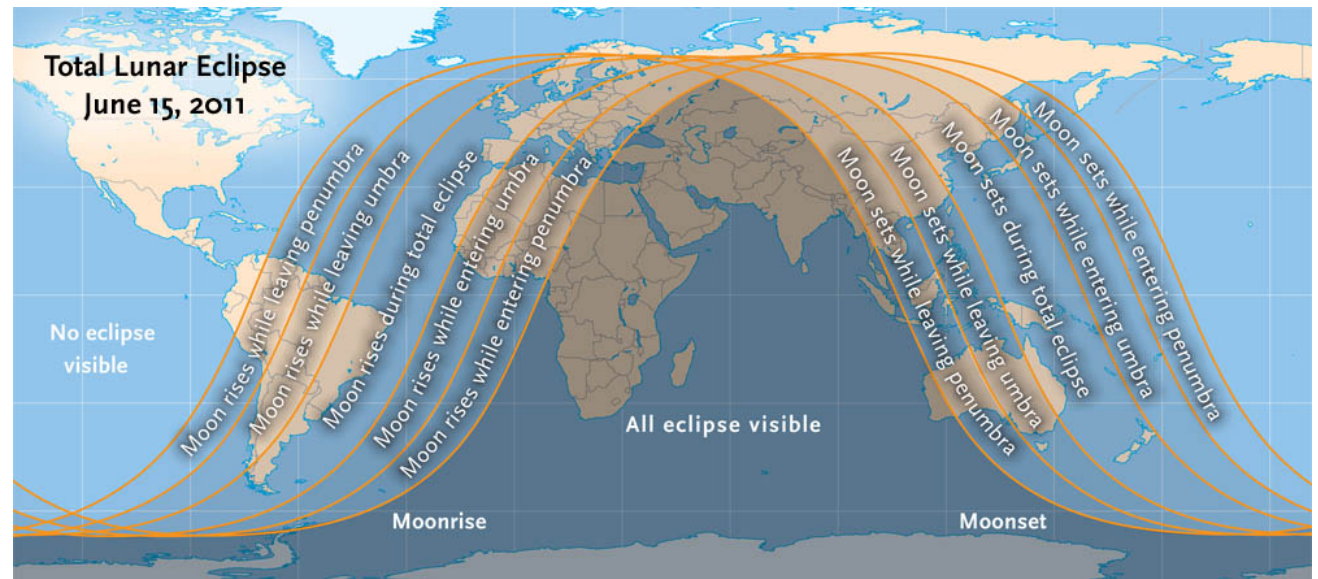 Total Lunar Eclipse
June 15, 2011
No eclipse
visible
Moon rises while leaving penumbra
Moon rises while leaving umbra
Moon rises during total eclipse
Moon rises while entering umbra
Moon rises while entering penumbra
All eclipse visible
Moon sets while leaving penumbra
Moon sets while leaving umbra
Moon sets during total eclipse
Moon sets while entering umbra
Moon sets while entering penumbra
Moonrise
Moonset